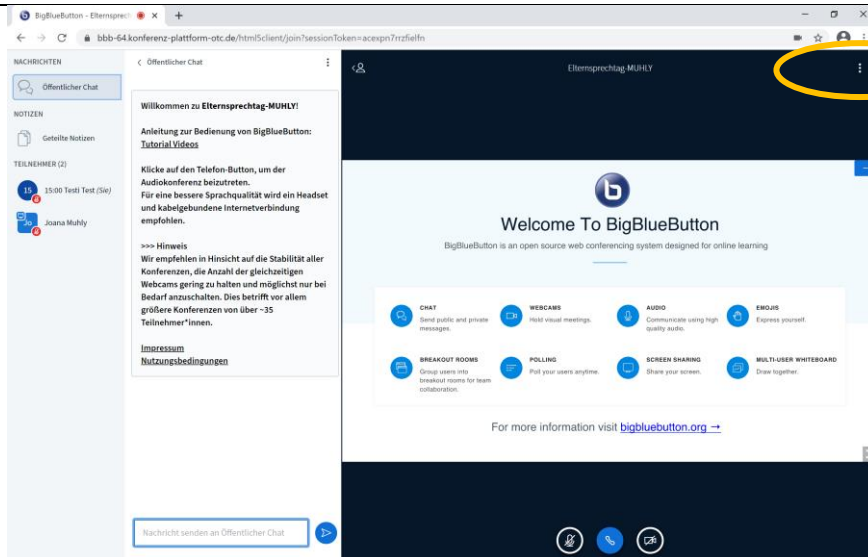 BigBlueButton - Elternsprech
bbb-64.konferenz-plattform-otc.de/html5client/join?sessionToken=acexpn7rrzfielfn
NACHRICHTEN
Öffentlicher Chat
NOTIZEN
Geteilte Notizen
TEILNEHMER (2)
15
15:00 Testi Test (Sie)
Jo
Joana Muhly
Öffentlicher Chat
Willkommen zu Elternsprechtag-MUHLY!
Anleitung zur Bedienung von BigBlueButton:
Tutorial Videos
Klicke auf den Telefon-Button, um der
Audiokonferenz beizutreten.
Für eine bessere Sprachqualität wird ein Headset
und kabelgebundene Internetverbindung
empfohlen.
>>> Hinweis
Wir empfehlen in Hinsicht auf die Stabilität aller
Konferenzen, die Anzahl der gleichzeitigen
Webcams gering zu halten und möglichst nur bei
Bedarf anzuschalten. Dies betrifft vor allem
größere Konferenzen von über ~35
Teilnehmer*innen.
Impressum
Nutzungsbedingungen
Nachricht senden an Öffentlicher Chat
Elternsprechtag-MUHLY
b
Welcome To BigBlueButton
BigBlueButton is an open source web conferencing system designed for online learning
CHAT
Send public and private
messages.
WEBCAMS
Hold visual meetings.
AUDIO
Communicate using high
quality audio.
EMOJIS
Express yourself.
BREAKOUT ROOMS
Group users into
breakout rooms for team
collaboration.
POLLING
Poll your users anytime.
SCREEN SHARING
Share your screen.
MULTI-USER WHITEBOARD
Draw together.
For more information visit bigbluebutton.org →